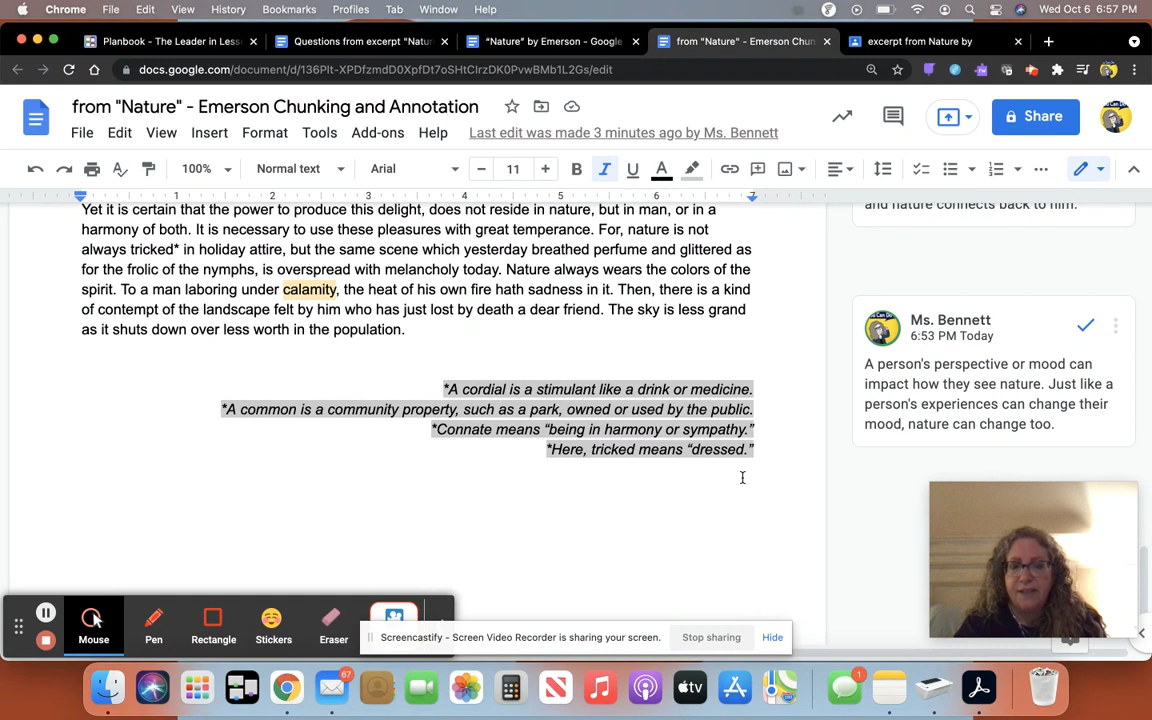 Chrome File Edit View History Bookmarks Profiles Tab Window Help Wed Oct 6 6:57 PM
Planbook - The Leader in Less
Questions from excerpt "Natur
"Nature" by Emerson - Google
from "Nature" - Emerson Chun
excerpt from Nature by
docs.google.com/document/d/136PIt-XPDfzmdD0XpfDt7oSHtClrzDK0PvwBMb1L2Gs/edit
from "Nature" - Emerson Chunking and Annotation
Share
File Edit View Insert Format Tools Add-ons Help Last edit was made 3 minutes ago by Ms. Bennett
100% Normal text Arial 11 B I U A
1 2 3 4 5 6 7
Yet it is certain that the power to produce this delight, does not reside in nature, but in man, or in a
harmony of both. It is necessary to use these pleasures with great temperance. For, nature is not
always tricked* in holiday attire, but the same scene which yesterday breathed perfume and glittered as
for the frolic of the nymphs, is overspread with melancholy today. Nature always wears the colors of the
spirit. To a man laboring under calamity, the heat of his own fire hath sadness in it. Then, there is a kind
of contempt of the landscape felt by him who has just lost by death a dear friend. The sky is less grand
as it shuts down over less worth in the population.
*A cordial is a stimulant like a drink or medicine.
*A common is a community property, such as a park, owned or used by the public.
*Connate means “being in harmony or sympathy.”
*Here, tricked means “dressed.”
and nature connects back to him.
Ms. Bennett
6:53 PM Today
A person's perspective or mood can
impact how they see nature. Just like a
person's experiences can change their
mood, nature can change too.
Mouse Pen Rectangle Stickers Eraser
Screencastify - Screen Video Recorder is sharing your screen. Stop sharing Hide
67
tv
1